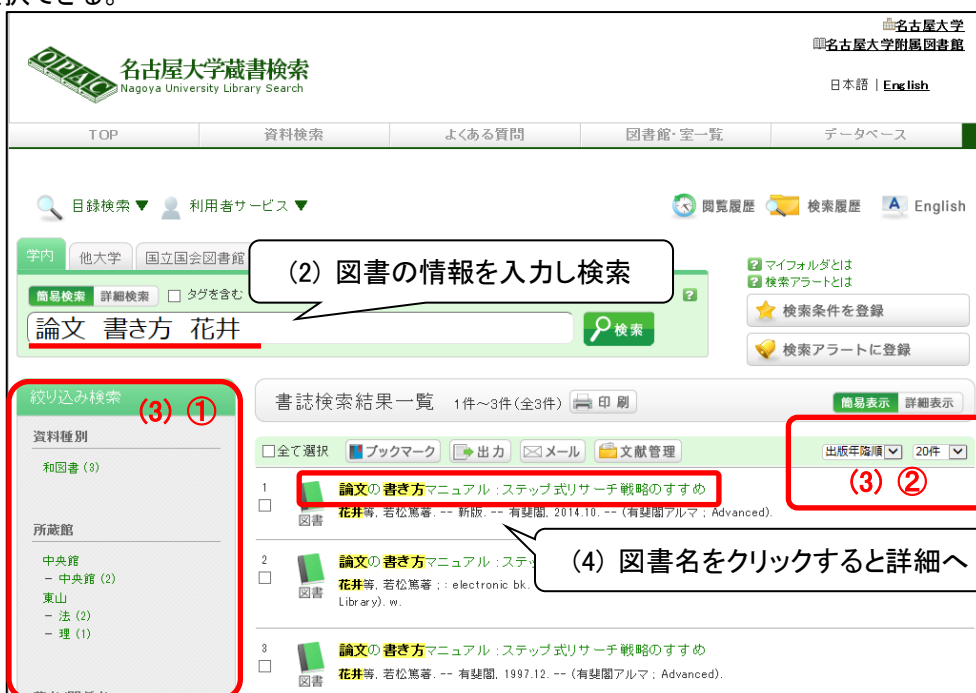 択できる。
名古屋大学
名古屋大学附属図書館
OPAC
名古屋大学蔵書検索
Nagoya University Library Search
日本語 | English
TOP 資料検索 よくある質問 図書館・室一覧 データベース
目録検索▼ 利用者サービス▼ 閲覧履歴 検索履歴 A English
学内 他大学 国立国会図書館
(2) 図書の情報を入力し検索
? マイフォルダとは
? 検索アラートとは
簡易検索 詳細検索 タグを含む ?
論文 書き方 花井 検索
検索条件を登録
検索アラートに登録
絞り込み検索
(3) ①
書誌検索結果一覧 1件～3件(全3件) 印刷 簡易表示 詳細表示
資料種別
和図書 (3)
全て選択 ブックマーク 出力 メール 文献管理 出版年降順 20件
(3) ②
1 論文の書き方マニュアル : ステップ式リサーチ戦略のすすめ
図書 花井等, 若松篤著. -- 新版. -- 有斐閣, 2014.10. -- (有斐閣アルマ ; Advanced).
所蔵館
中央館
- 中央館 (2)
東山
- 法 (2)
- 理 (1)
(4) 図書名をクリックすると詳細へ
2 論文の書き方マニュアル : ステッ
図書 花井等, 若松篤著 ; : electronic bk.
Library). w.
3 論文の書き方マニュアル : ステップ式リサーチ戦略のすすめ
図書 花井等, 若松篤著. -- 有斐閣, 1997.12. -- (有斐閣アルマ ; Advanced).